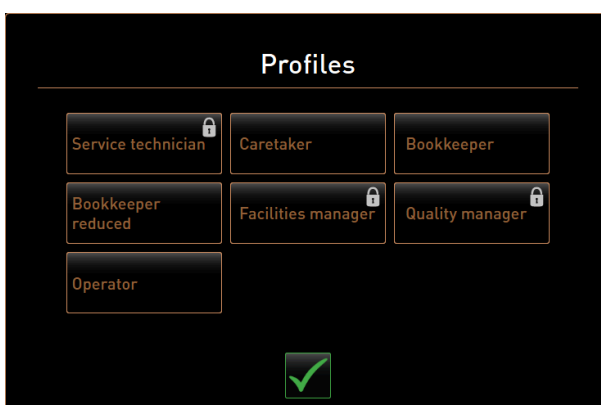 Profiles
Service technician
Caretaker
Bookkeeper
Bookkeeper
reduced
Facilities manager
Quality manager
Operator